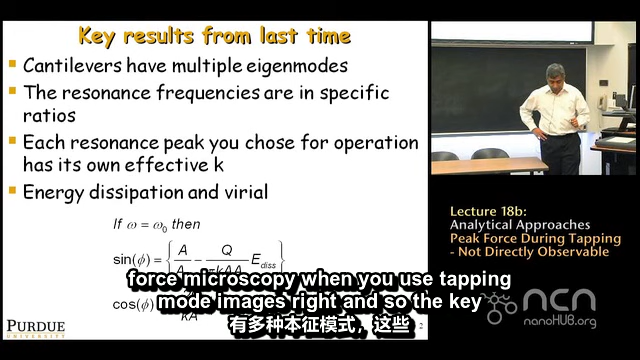 Key results from last time
Cantilevers have multiple eigenmodes
The resonance frequencies are in specific
ratios
Each resonance peak you chose for operation
has its own effective k
Energy dissipation and virial
If ω = ω0 then
sin(ϕ) =
A
Q
E diss
cos(ϕ)
kA
force microscopy when you use tapping
mode images right and so the key
有多种本征模式，这些
PURDUE
UNIVERSITY
2
Lecture 18b:
Analytical Approaches
Peak Force During Tapping
- Not Directly Observable
ncn
nanoHUB.org